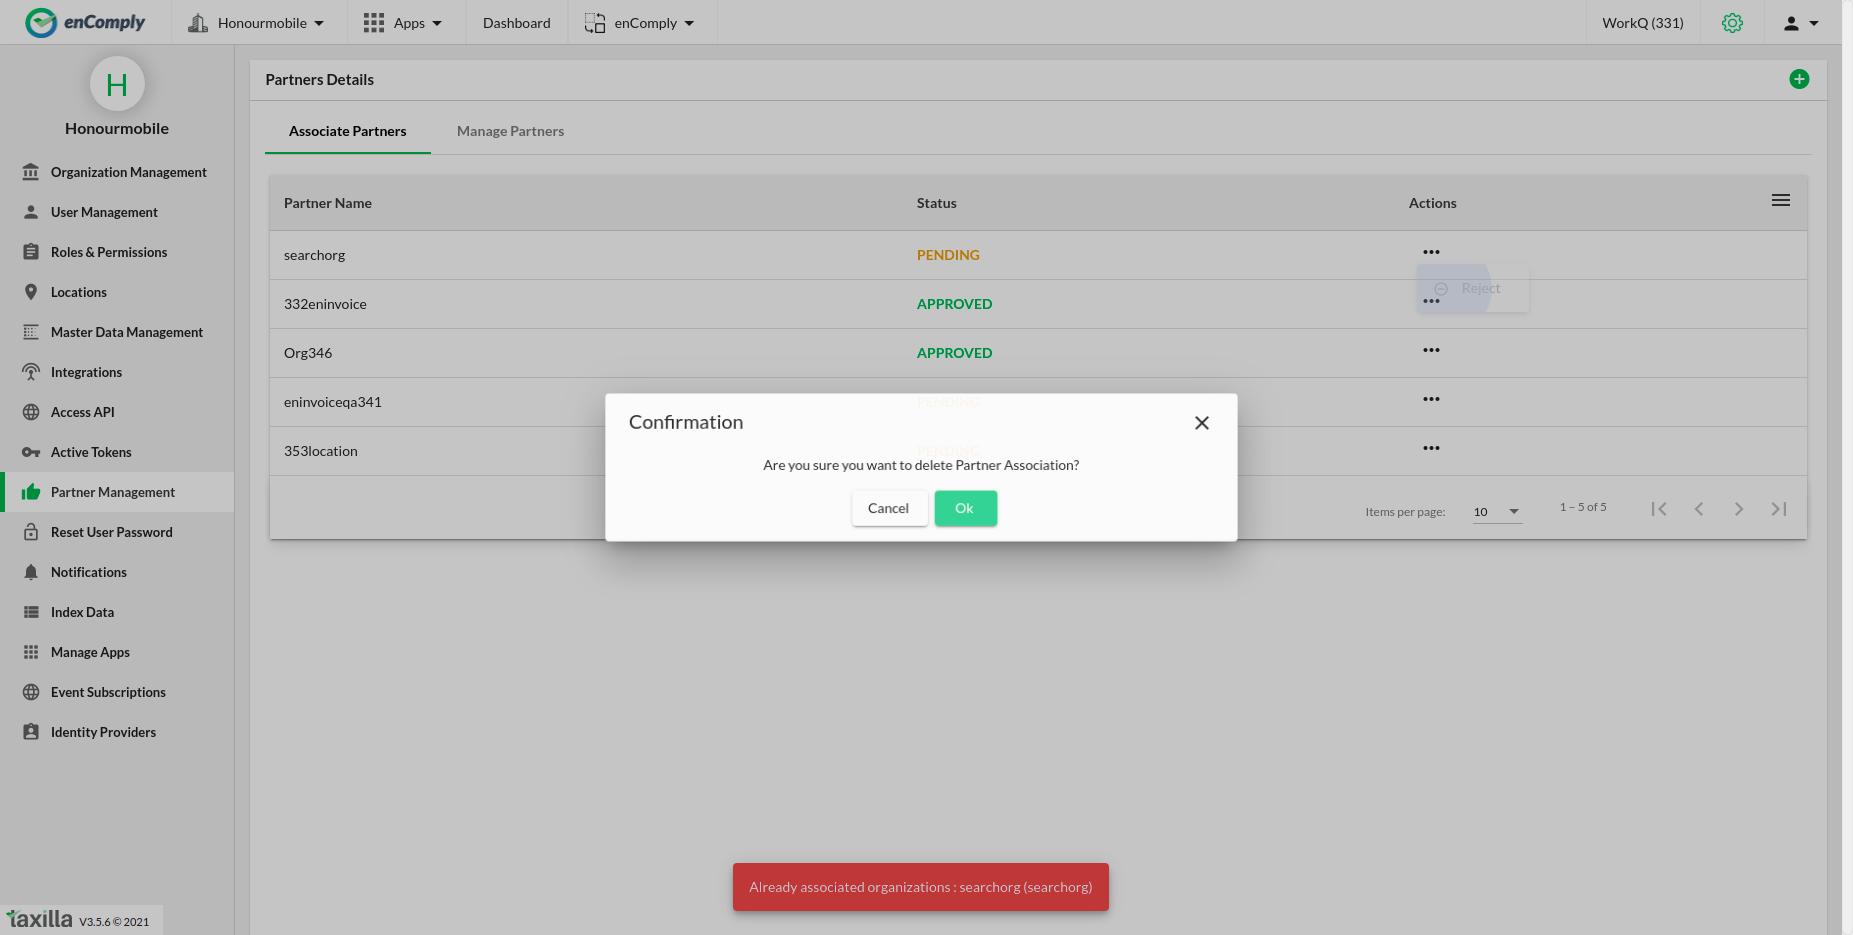 enComply
Honourmobile
Apps
Dashboard
enComply
WorkQ (331)
H
Honourmobile
Organization Management
User Management
Roles & Permissions
Locations
Master Data Management
Integrations
Access API
Active Tokens
Partner Management
Reset User Password
Notifications
Index Data
Manage Apps
Event Subscriptions
Identity Providers
taxilla V3.5.6 © 2021
Partners Details
Associate Partners
Manage Partners
Partner Name Status Actions
searchorg PENDING
Reject
332eninvoice APPROVED
Org346 APPROVED
eninvoiceqa341 PENDING
353location PENDING
Items per page: 10 1 – 5 of 5
Confirmation
Are you sure you want to delete Partner Association?
Cancel Ok
Already associated organizations : searchorg (searchorg)